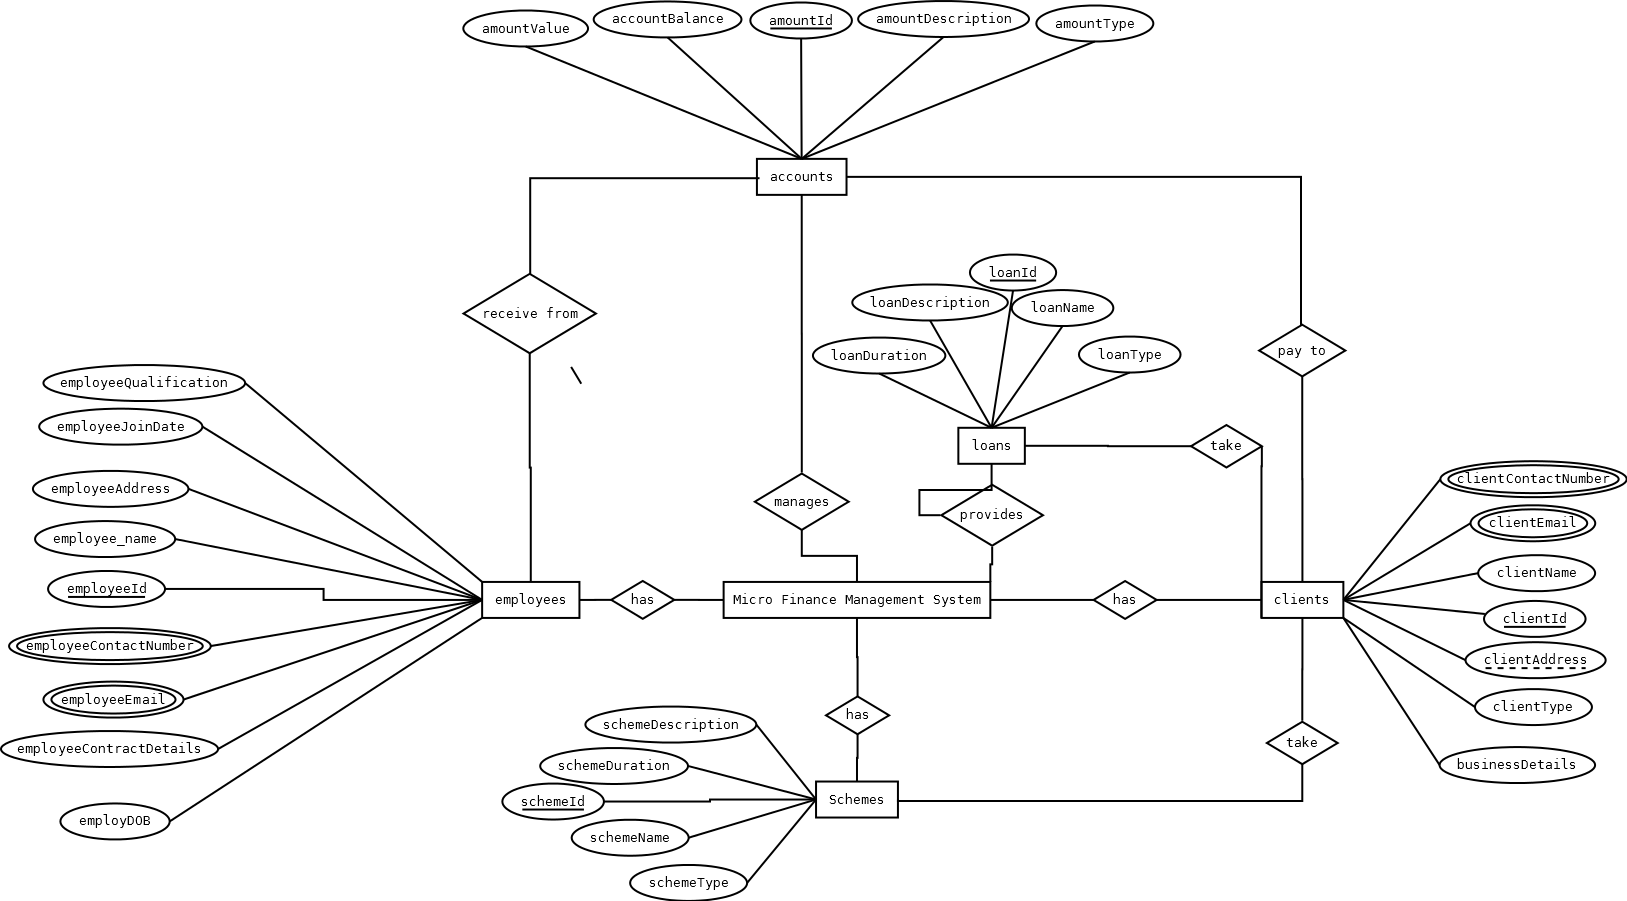 amountValue
accountBalance
amountId
amountDescription
amountType
accounts
receive from
loanId
loanDescription
loanName
loanDuration
loanType
pay to
loans
take
manages
provides
employeeQualification
employeeJoinDate
employeeAddress
employee_name
employeeId
employeeContactNumber
employeeEmail
employeeContractDetails
employDOB
employees
has
Micro Finance Management System
has
clients
clientContactNumber
clientEmail
clientName
clientId
clientAddress
clientType
businessDetails
has
take
schemeDescription
schemeDuration
schemeId
schemeName
schemeType
Schemes